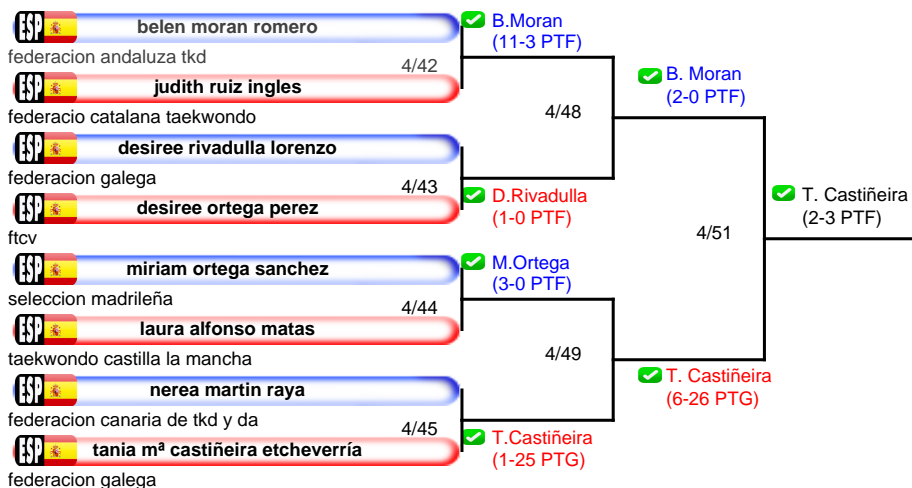 ESP belen moran romero
federacion andaluza tkd
4/42
ESP judith ruiz ingles
federacio catalana taekwondo
ESP desiree rivadulla lorenzo
federacion galega
4/43
ESP desiree ortega perez
ftcv
ESP miriam ortega sanchez
seleccion madrileña
4/44
ESP laura alfonso matas
taekwondo castilla la mancha
ESP nerea martin raya
federacion canaria de tkd y da
4/45
ESP tania mª castiñeira etcheverría
federacion galega
B.Moran
(11-3 PTF)
4/48
D.Rivadulla
(1-0 PTF)
M.Ortega
(3-0 PTF)
4/49
T.Castiñeira
(1-25 PTG)
B. Moran
(2-0 PTF)
4/51
T. Castiñeira
(6-26 PTG)
T. Castiñeira
(2-3 PTF)